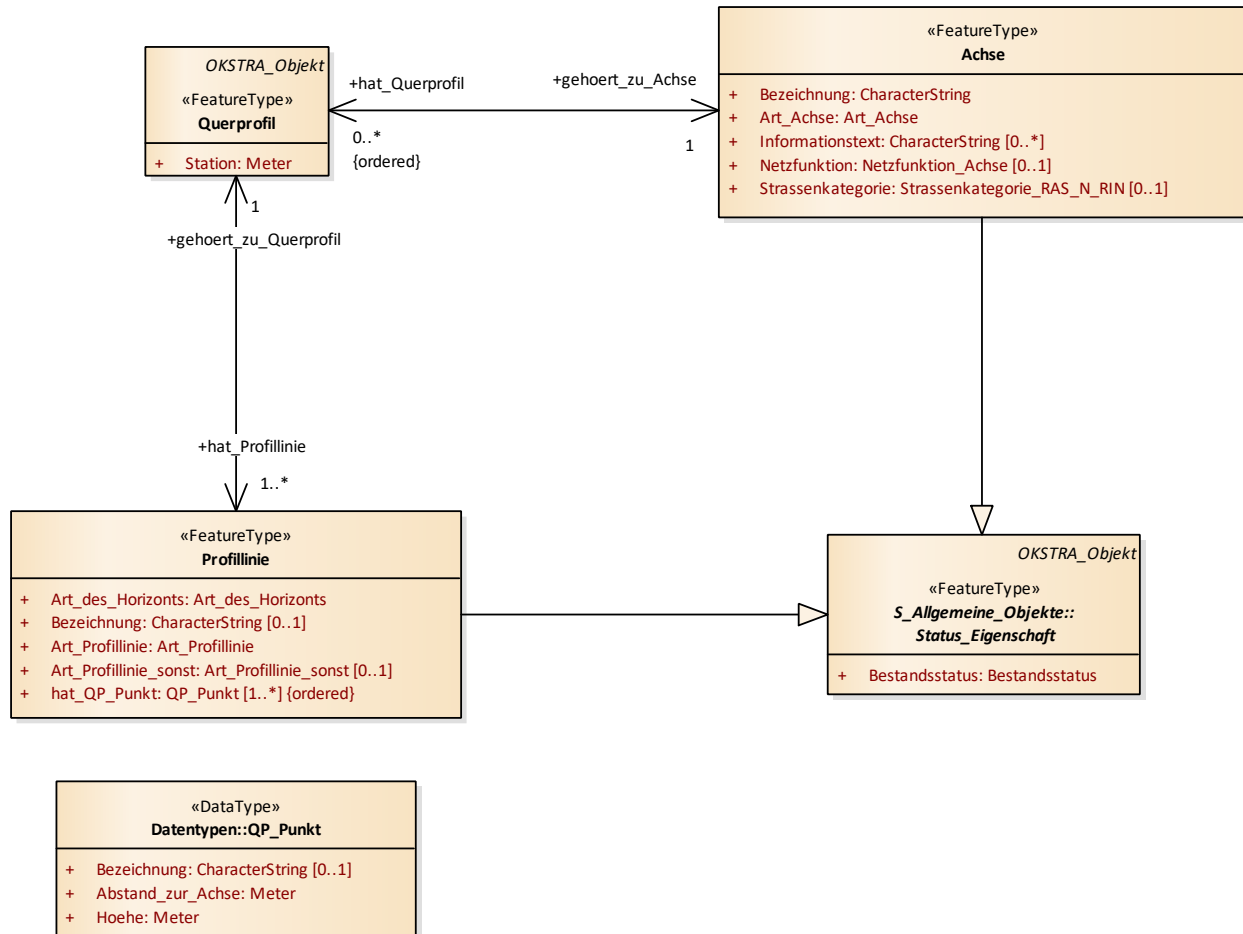 OKSTRA_Objekt
«FeatureType»
Querprofil
+ Station: Meter
+hat_Querprofil
0..*
{ordered}
+gehoert_zu_Achse
1
«FeatureType»
Achse
+ Bezeichnung: CharacterString
+ Art_Achse: Art_Achse
+ Informationstext: CharacterString [0..*]
+ Netzfunktion: Netzfunktion_Achse [0..1]
+ Strassenkategorie: Strassenkategorie_RAS_N_RIN [0..1]
1
+gehoert_zu_Querprofil
+hat_Profillinie
1..*
«FeatureType»
Profillinie
+ Art_des_Horizonts: Art_des_Horizonts
+ Bezeichnung: CharacterString [0..1]
+ Art_Profillinie: Art_Profillinie
+ Art_Profillinie_sonst: Art_Profillinie_sonst [0..1]
+ hat_QP_Punkt: QP_Punkt [1..*] {ordered}
OKSTRA_Objekt
«FeatureType»
S_Allgemeine_Objekte::
Status_Eigenschaft
+ Bestandsstatus: Bestandsstatus
«DataType»
Datentypen::QP_Punkt
+ Bezeichnung: CharacterString [0..1]
+ Abstand_zur_Achse: Meter
+ Hoehe: Meter